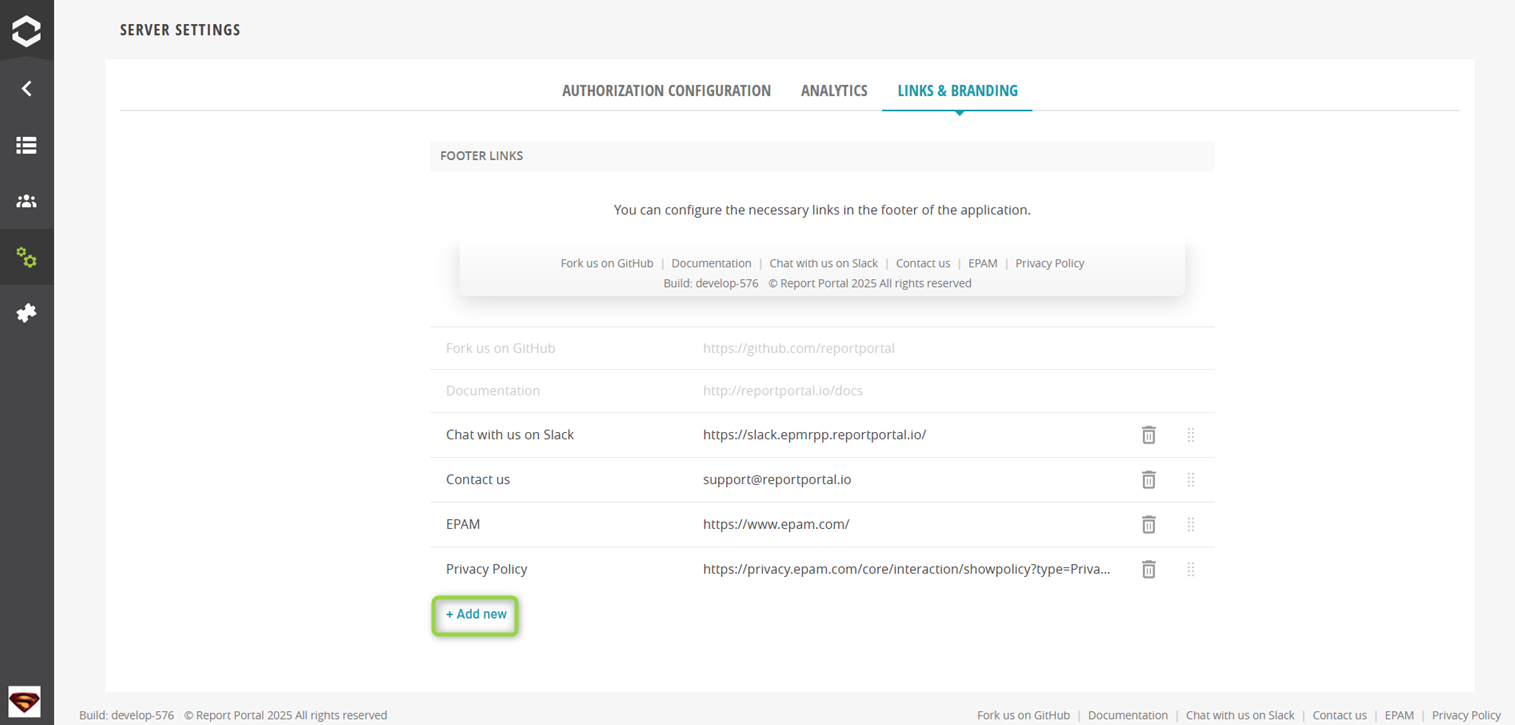 SERVER SETTINGS
AUTHORIZATION CONFIGURATION ANALYTICS LINKS & BRANDING
FOOTER LINKS
You can configure the necessary links in the footer of the application.
Fork us on GitHub | Documentation | Chat with us on Slack | Contact us | EPAM | Privacy Policy
Build: develop-576 © Report Portal 2025 All rights reserved
Fork us on GitHub https://github.com/reportportal
Documentation http://reportportal.io/docs
Chat with us on Slack https://slack.epmrpp.reportportal.io/
Contact us support@reportportal.io
EPAM https://www.epam.com/
Privacy Policy https://privacy.epam.com/core/interaction/showpolicy?type=Priva...
+ Add new
Build: develop-576 © Report Portal 2025 All rights reserved Fork us on GitHub | Documentation | Chat with us on Slack | Contact us | EPAM | Privacy Policy